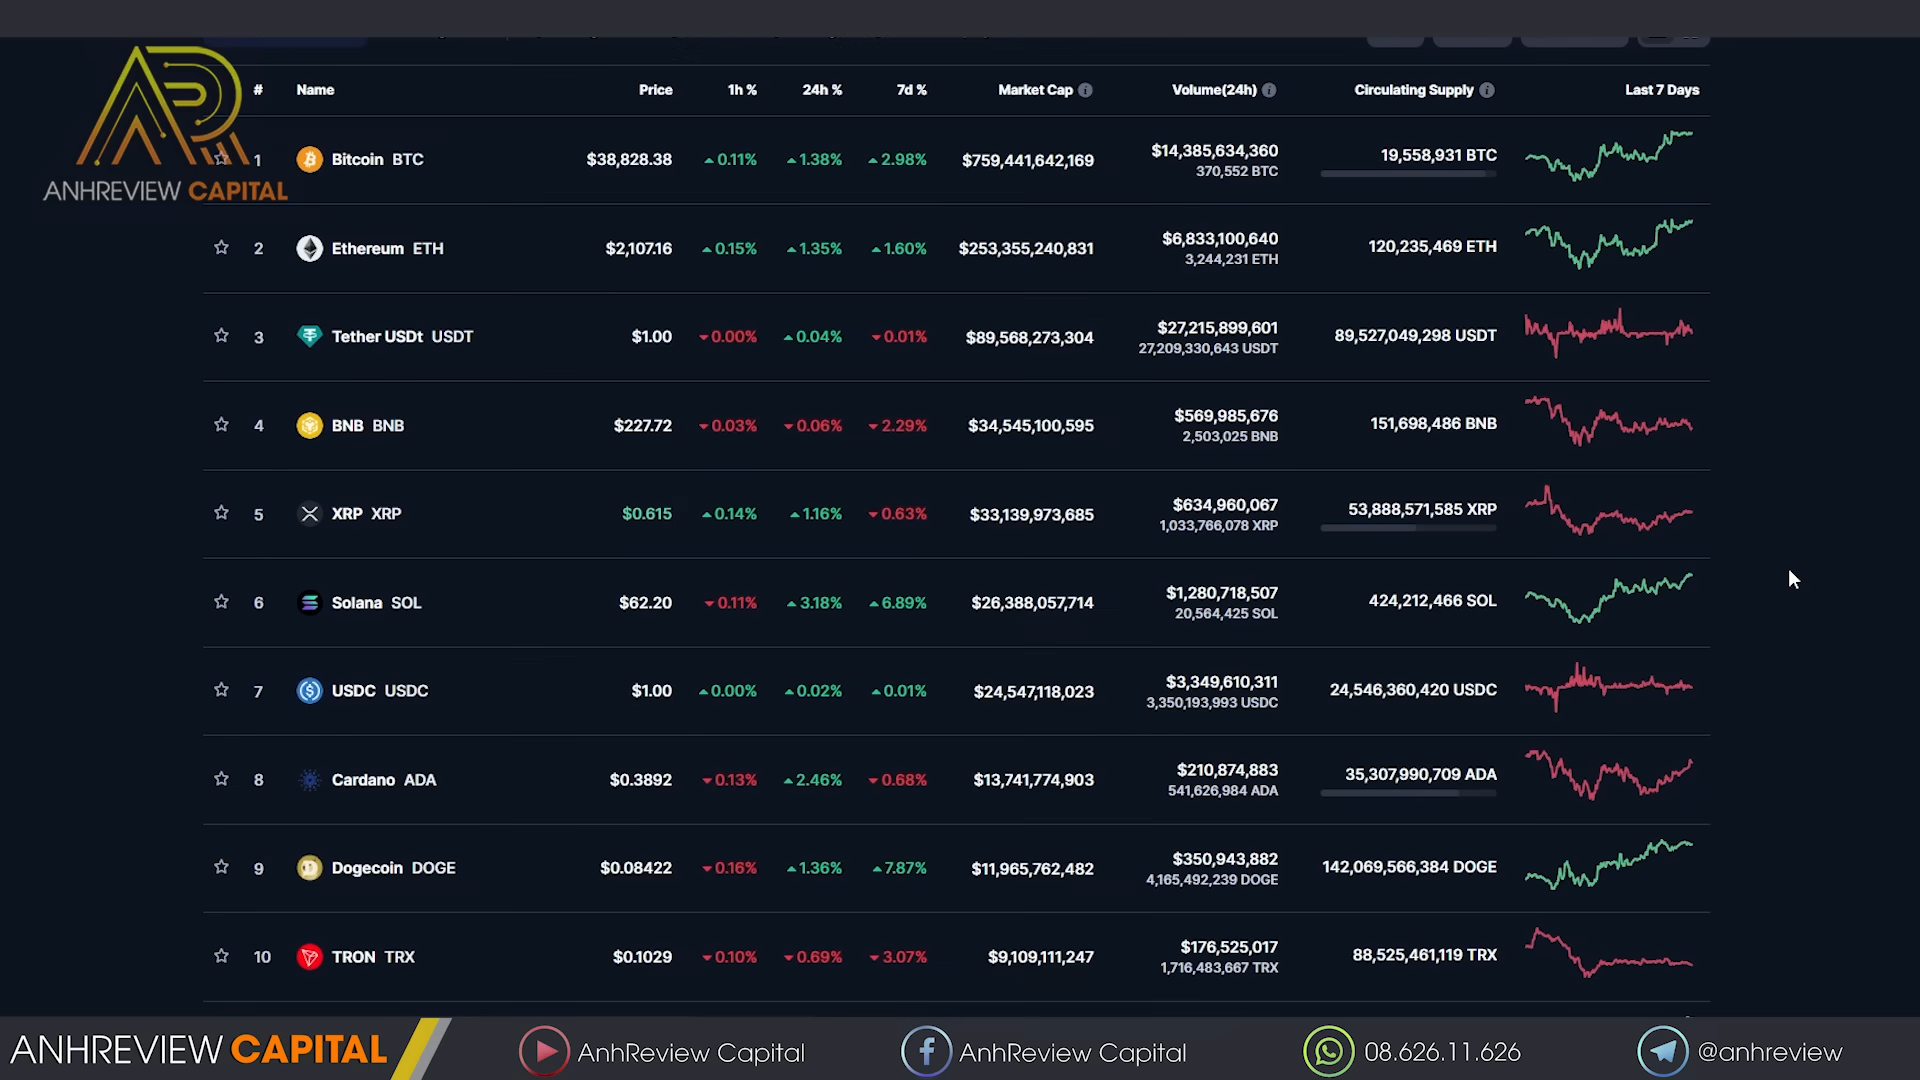 ANHREVIEW CAPITAL
# Name Price 1h % 24h % 7d % Market Cap Volume(24h) Circulating Supply Last 7 Days
1 Bitcoin BTC $38,828.38 0.11% 1.38% 2.98% $759,441,642,169 $14,385,634,360 19,558,931 BTC
370,552 BTC
2 Ethereum ETH $2,107.16 0.15% 1.35% 1.60% $253,355,240,831 $6,833,100,640 120,235,469 ETH
3,244,231 ETH
3 Tether USDt USDT $1.00 0.00% 0.04% 0.01% $89,568,273,304 $27,215,899,601 89,527,049,298 USDT
27,209,330,643 USDT
4 BNB BNB $227.72 0.03% 0.06% 2.29% $34,545,100,595 $569,985,676 151,698,486 BNB
2,503,025 BNB
5 XRP XRP $0.615 0.14% 1.16% 0.63% $33,139,973,685 $634,960,067 53,888,571,585 XRP
1,033,766,078 XRP
6 Solana SOL $62.20 0.11% 3.18% 6.89% $26,388,057,714 $1,280,718,507 424,212,466 SOL
20,564,425 SOL
7 USDC USDC $1.00 0.00% 0.02% 0.01% $24,547,118,023 $3,349,610,311 24,546,360,420 USDC
3,350,193,993 USDC
8 Cardano ADA $0.3892 0.13% 2.46% 0.68% $13,741,774,903 $210,874,883 35,307,990,709 ADA
541,626,984 ADA
9 Dogecoin DOGE $0.08422 0.16% 1.36% 7.87% $11,965,762,482 $350,943,882 142,069,566,384 DOGE
4,165,492,239 DOGE
10 TRON TRX $0.1029 0.10% 0.69% 3.07% $9,109,111,247 $176,525,017 88,525,461,119 TRX
1,716,483,667 TRX
ANHREVIEW CAPITAL AnhReview Capital AnhReview Capital 08.626.11.626 @anhreview